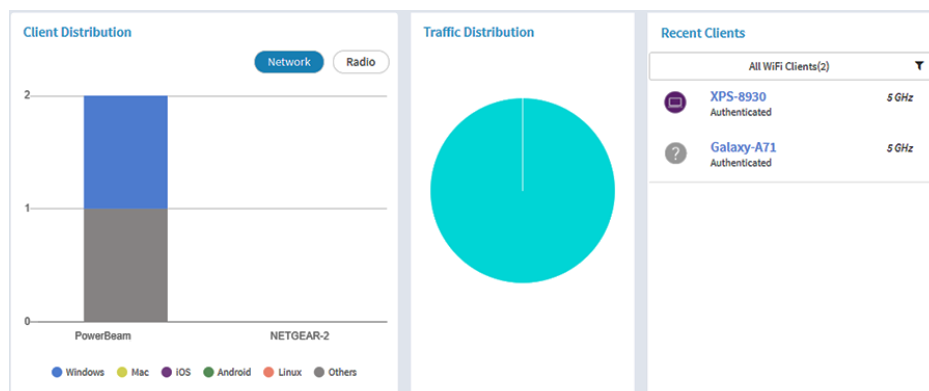 Client Distribution
Network Radio
2
1
0
PowerBeam NETGEAR-2
Windows Mac iOS Android Linux Others
Traffic Distribution
Recent Clients
All WiFi Clients(2)
XPS-8930 5 GHz
Authenticated
? Galaxy-A71 5 GHz
Authenticated